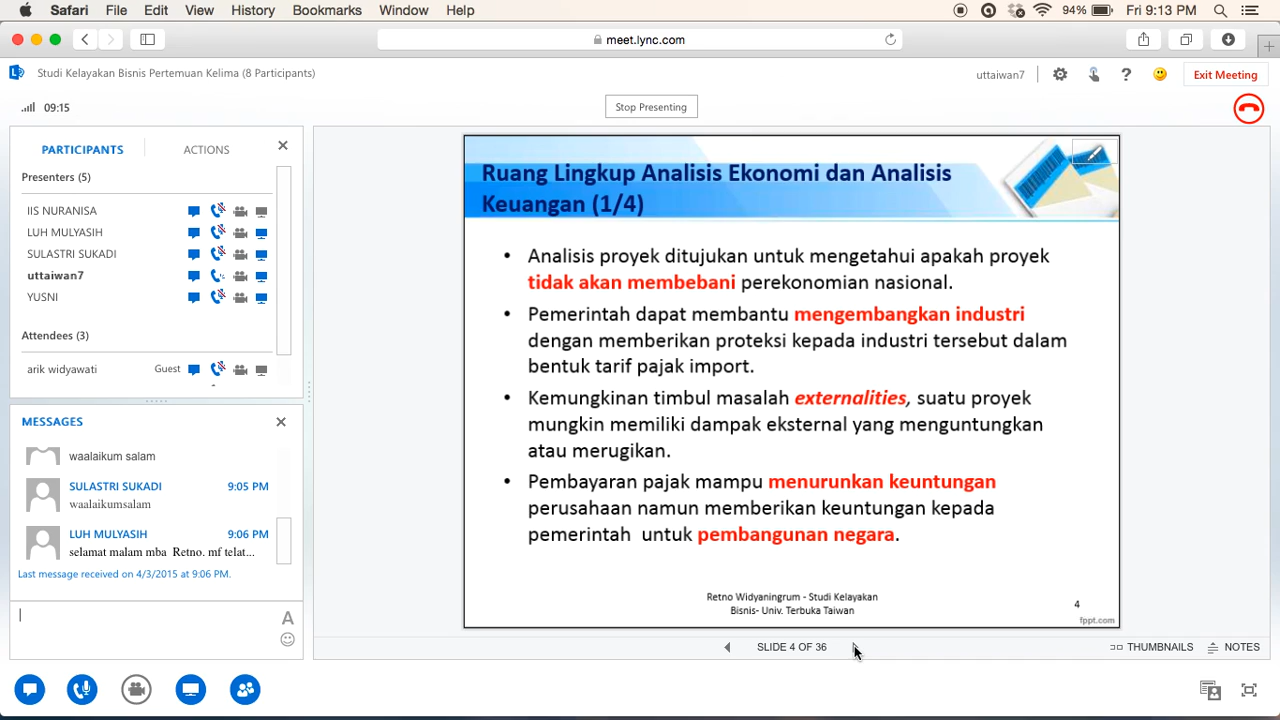 Safari File Edit View History Bookmarks Window Help 94% Fri 9:13 PM
meet.lync.com
Studi Kelayakan Bisnis Pertemuan Kelima (8 Participants)
uttaiwan7 ? Exit Meeting
09:15
Stop Presenting
PARTICIPANTS ACTIONS
Presenters (5)
IIS NURANISA
LUH MULYASIH
SULASTRI SUKADI
uttaiwan7
YUSNI
Attendees (3)
arik widyawati Guest
MESSAGES
waalaikum salam
SULASTRI SUKADI 9:05 PM
waalaikumsalam
LUH MULYASIH 9:06 PM
selamat malam mba Retno. mf telat...
Last message received on 4/3/2015 at 9:06 PM.
A
Ruang Lingkup Analisis Ekonomi dan Analisis
Keuangan (1/4)
• Analisis proyek ditujukan untuk mengetahui apakah proyek
tidak akan membebani perekonomian nasional.
• Pemerintah dapat membantu mengembangkan industri
dengan memberikan proteksi kepada industri tersebut dalam
bentuk tarif pajak import.
• Kemungkinan timbul masalah externalities, suatu proyek
mungkin memiliki dampak eksternal yang menguntungkan
atau merugikan.
• Pembayaran pajak mampu menurunkan keuntungan
perusahaan namun memberikan keuntungan kepada
pemerintah untuk pembangunan negara.
Retno Widyaningrum - Studi Kelayakan
Bisnis- Univ. Terbuka Taiwan
4
fppt.com
SLIDE 4 OF 36
THUMBNAILS NOTES